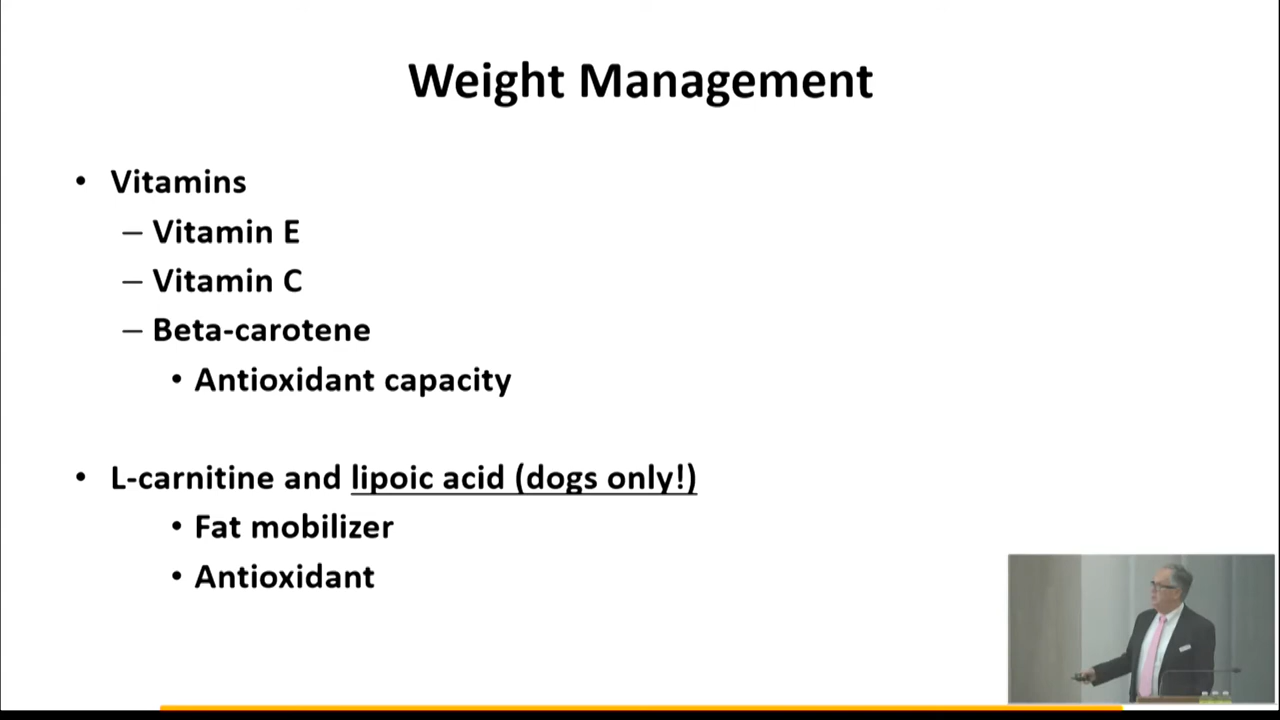 Weight Management
• Vitamins
– Vitamin E
– Vitamin C
– Beta-carotene
• Antioxidant capacity
• L-carnitine and lipoic acid (dogs only!)
• Fat mobilizer
• Antioxidant